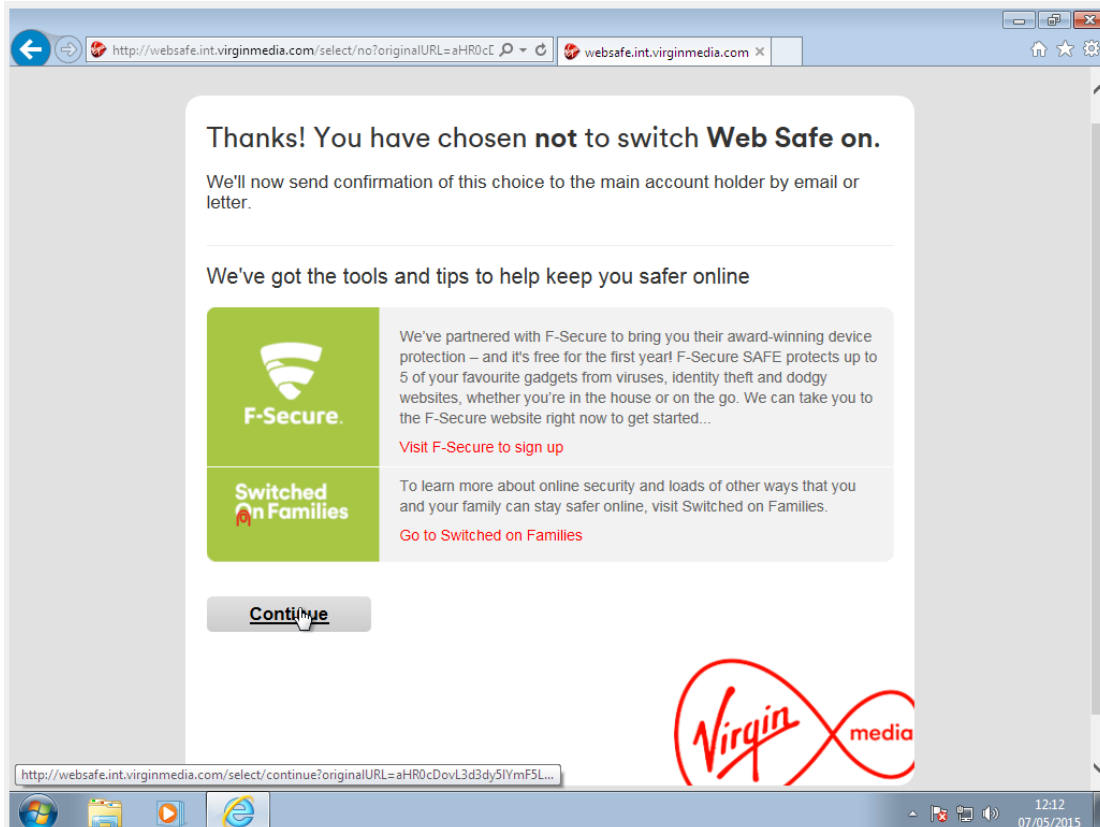 http://websafe.int.virginmedia.com/select/no?originalURL=aHR0cD
websafe.int.virginmedia.com
Thanks! You have chosen not to switch Web Safe on.
We'll now send confirmation of this choice to the main account holder by email or
letter.
We've got the tools and tips to help keep you safer online
F-Secure.
We've partnered with F-Secure to bring you their award-winning device
protection – and it's free for the first year! F-Secure SAFE protects up to
5 of your favourite gadgets from viruses, identity theft and dodgy
websites, whether you're in the house or on the go. We can take you to
the F-Secure website right now to get started...
Visit F-Secure to sign up
Switched
On Families
To learn more about online security and loads of other ways that you
and your family can stay safer online, visit Switched on Families.
Go to Switched on Families
Continue
Virgin media
http://websafe.int.virginmedia.com/select/continue?originalURL=aHR0cDovL3d3dy5lYmF5L...
12:12
07/05/2015